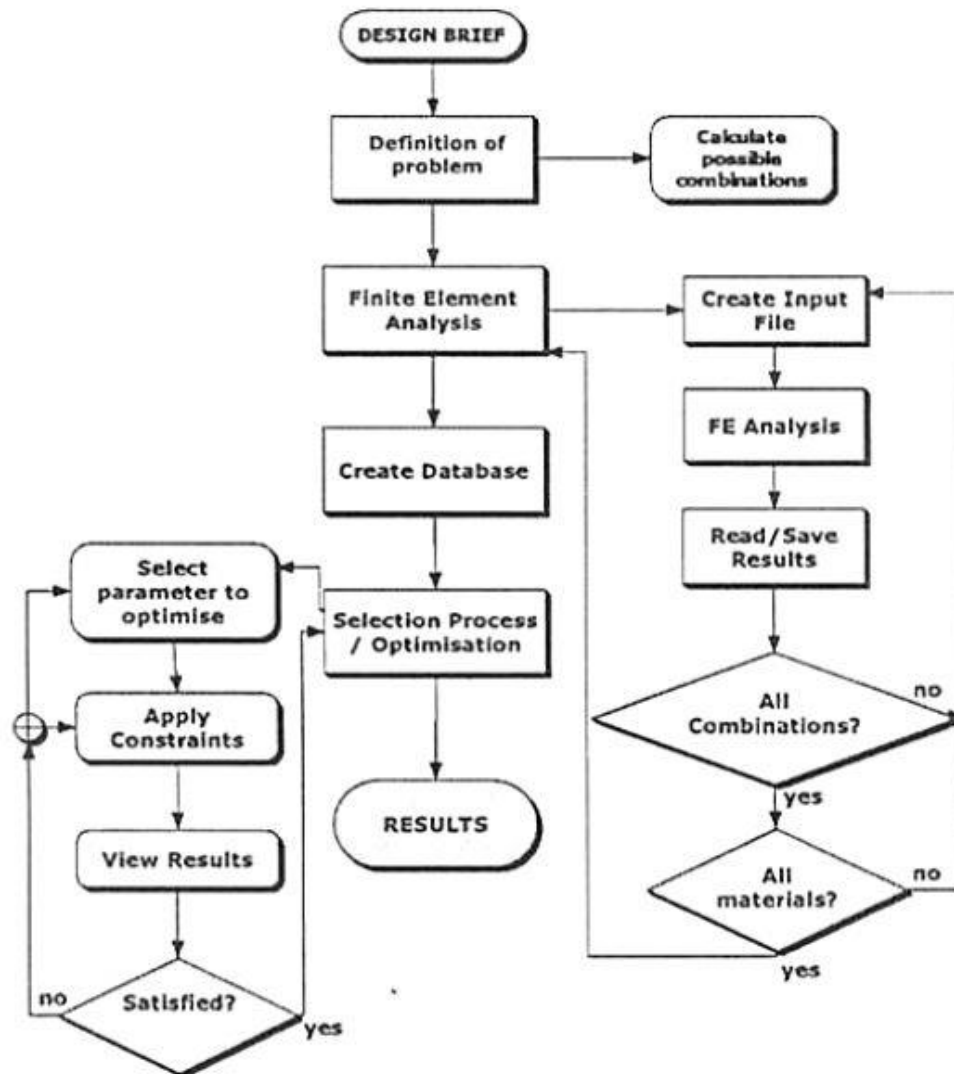 DESIGN BRIEF
Definition of
problem
Calculate
possible
combinations
Finite Element
Analysis
Create Input
File
FE Analysis
Create Database
Read/Save
Results
Select
parameter to
optimise
Selection Process
/ Optimisation
All
Combinations?
no
yes
Apply
Constraints
RESULTS
View Results
All
materials?
no
yes
Satisfied?
no
yes